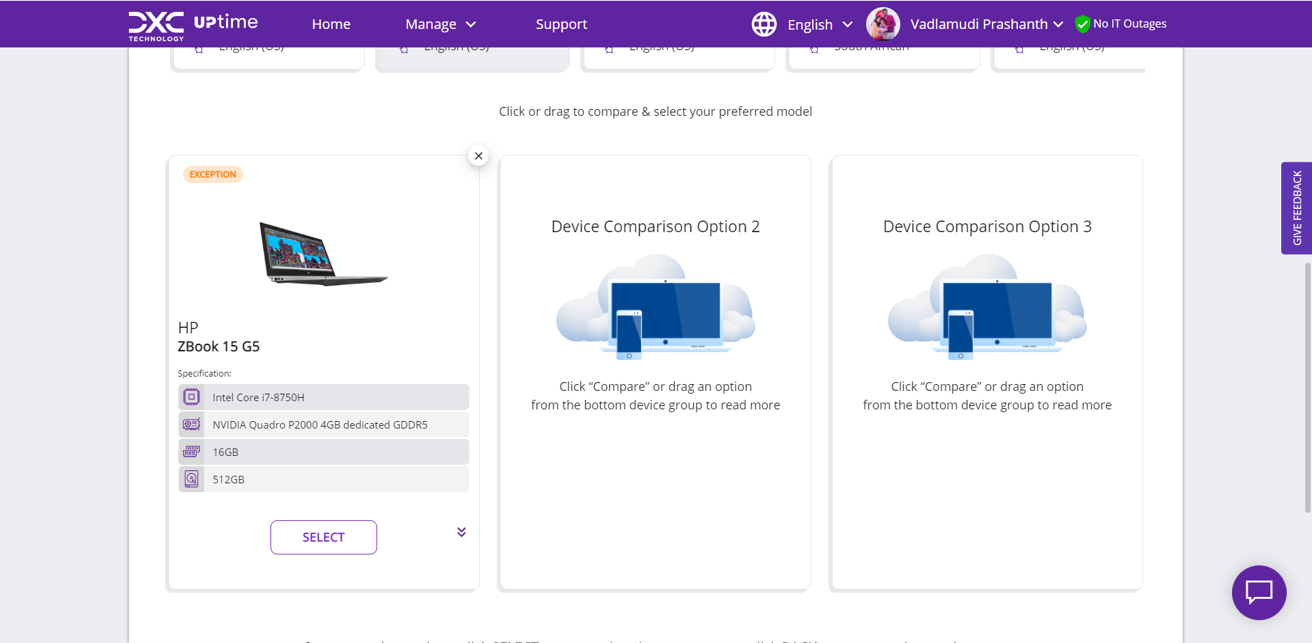 DXC TECHNOLOGY UPtime
Home
Manage
Support
English
Vadlamudi Prashanth
No IT Outages
English (US)
English (US)
English (US)
South African
English (US)
Click or drag to compare & select your preferred model
EXCEPTION
HP
ZBook 15 G5
Specification:
Intel Core i7-8750H
NVIDIA Quadro P2000 4GB dedicated GDDR5
16GB
512GB
SELECT
Device Comparison Option 2
Click “Compare” or drag an option
from the bottom device group to read more
Device Comparison Option 3
Click “Compare” or drag an option
from the bottom device group to read more
GIVE FEEDBACK